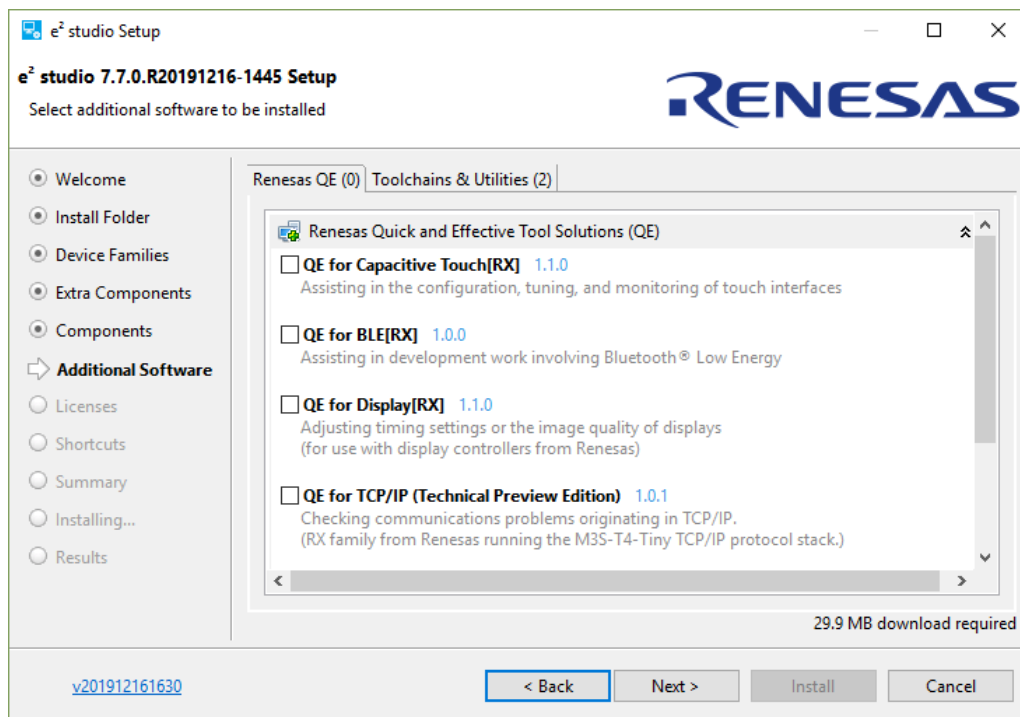 e² studio Setup
e² studio 7.7.0.R20191216-1445 Setup
Select additional software to be installed
RENESAS
Welcome
Install Folder
Device Families
Extra Components
Components
Additional Software
Licenses
Shortcuts
Summary
Installing...
Results
Renesas QE (0) Toolchains & Utilities (2)
Renesas Quick and Effective Tool Solutions (QE)
QE for Capacitive Touch[RX] 1.1.0
Assisting in the configuration, tuning, and monitoring of touch interfaces
QE for BLE[RX] 1.0.0
Assisting in development work involving Bluetooth® Low Energy
QE for Display[RX] 1.1.0
Adjusting timing settings or the image quality of displays
(for use with display controllers from Renesas)
QE for TCP/IP (Technical Preview Edition) 1.0.1
Checking communications problems originating in TCP/IP.
(RX family from Renesas running the M3S-T4-Tiny TCP/IP protocol stack.)
29.9 MB download required
v201912161630
< Back Next > Install Cancel